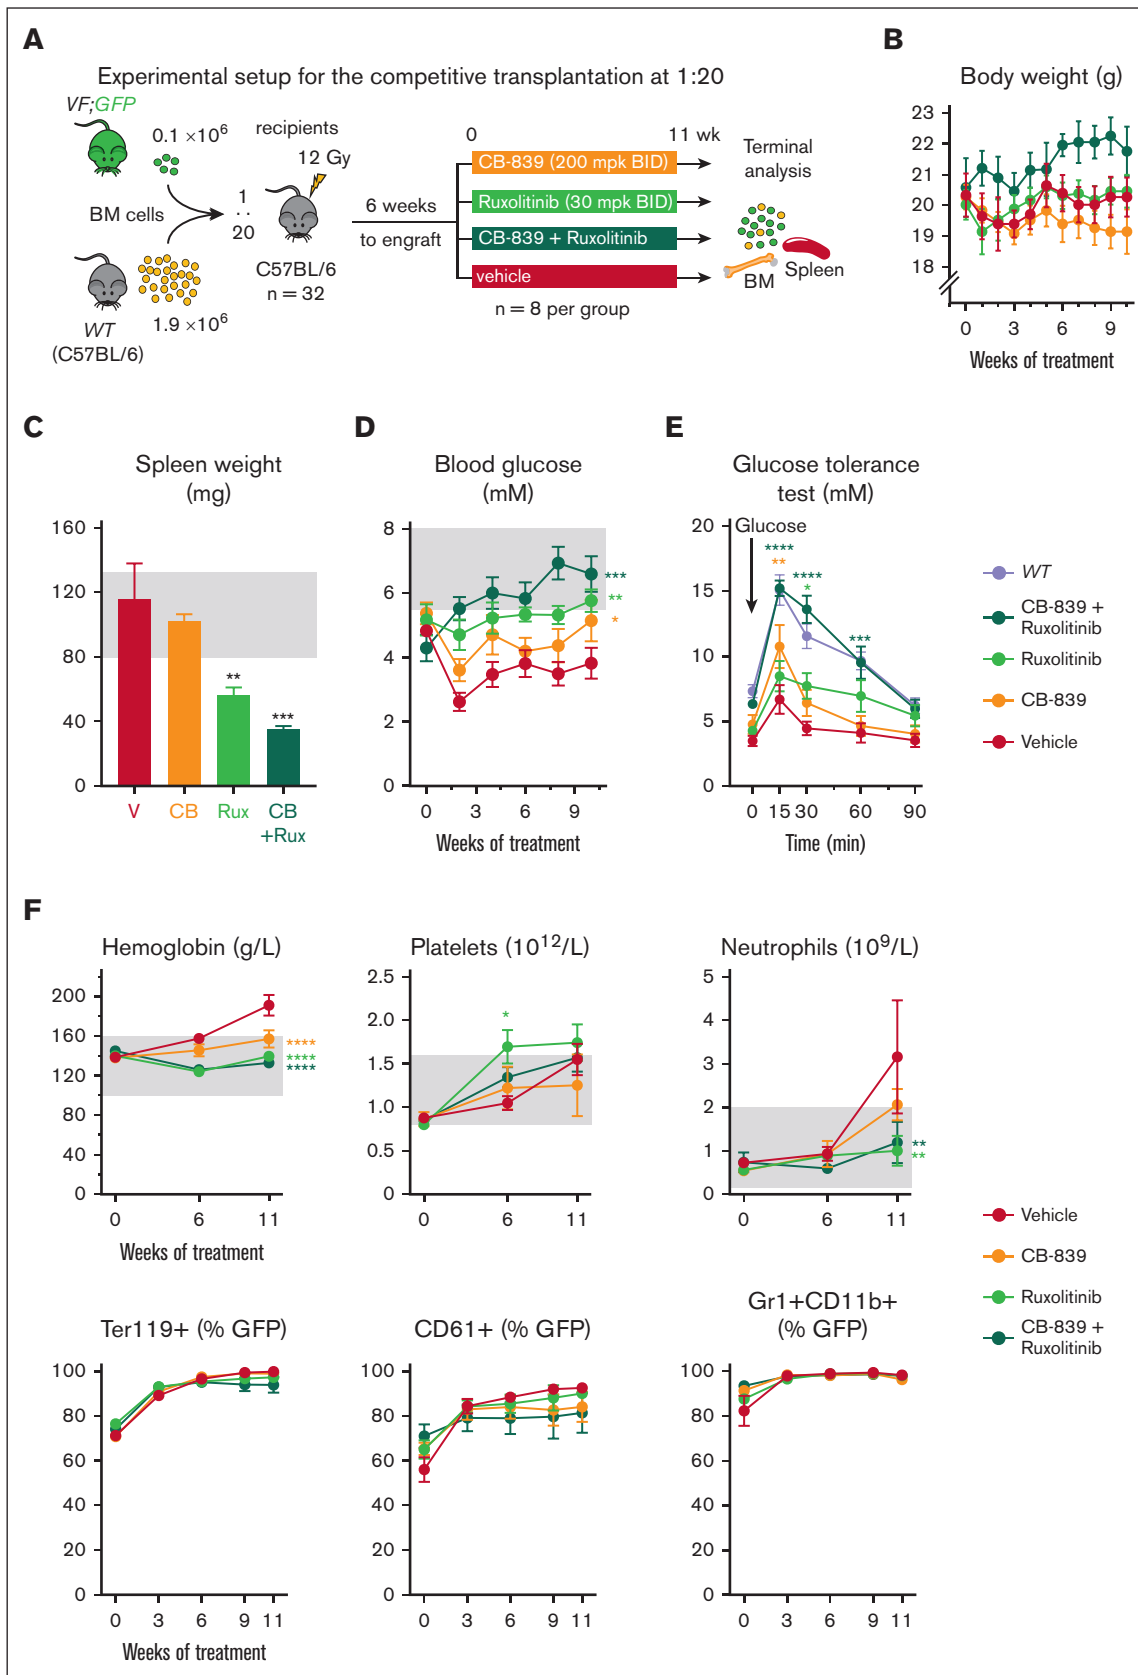 A
Experimental setup for the competitive transplantation at 1:20
VF;GFP
0.1 ×10⁶
recipients
12 Gy
BM cells
1
..
20
WT
(C57BL/6)
1.9 ×10⁶
C57BL/6
n = 32
6 weeks
to engraft
0
11 wk
CB-839 (200 mpk BID)
Ruxolitinib (30 mpk BID)
CB-839 + Ruxolitinib
vehicle
n = 8 per group
Terminal
analysis
BM
Spleen
B
Body weight (g)
23
22
21
20
19
18
0 3 6 9
Weeks of treatment
C
Spleen weight
(mg)
160
120
80
40
0
**
***
V CB Rux CB
+Rux
D
Blood glucose
(mM)
8
6
4
2
0
***
**
*
0 3 6 9
Weeks of treatment
E
Glucose tolerance
test (mM)
20
15
10
5
0
Glucose
****
**
****
*
***
0 15 30 60 90
Time (min)
WT
CB-839 +
Ruxolitinib
Ruxolitinib
CB-839
Vehicle
F
Hemoglobin (g/L)
200
160
120
80
40
0
****
****
****
0 6 11
Weeks of treatment
Platelets (10¹²/L)
2.5
2.0
1.5
1.0
0.5
0
*
0 6 11
Neutrophils (10⁹/L)
5
4
3
2
1
0
**
**
0 6 11
Vehicle
CB-839
Ruxolitinib
CB-839 +
Ruxolitinib
Ter119+ (% GFP)
100
80
60
40
20
0
0 3 6 9 11
Weeks of treatment
CD61+ (% GFP)
100
80
60
40
20
0
0 3 6 9 11
Gr1+CD11b+
(% GFP)
100
80
60
40
20
0
0 3 6 9 11